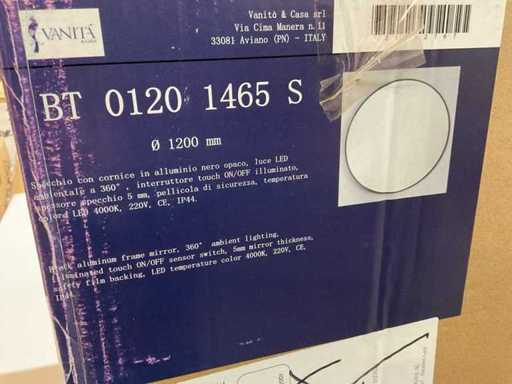 VANITÁ
Vanitá & Casa srl
Via Cima Manera n.11
33081 Aviano (PN) - ITALY
BT 0120 1465 S
Ø 1200 mm
Specchio con cornice in alluminio nero opaco, luce LED
ambientale a 360°, interruttore touch ON/OFF illuminato,
spessore specchio 5 mm, pellicola di sicurezza, temperatura
colore LED 4000K, 220V, CE, IP44.
Black aluminum frame mirror, 360° ambient lighting,
illuminated touch ON/OFF sensor switch, 5mm mirror thickness,
safety film backing, LED temperature color 4000K, 220V, CE,
IP44.